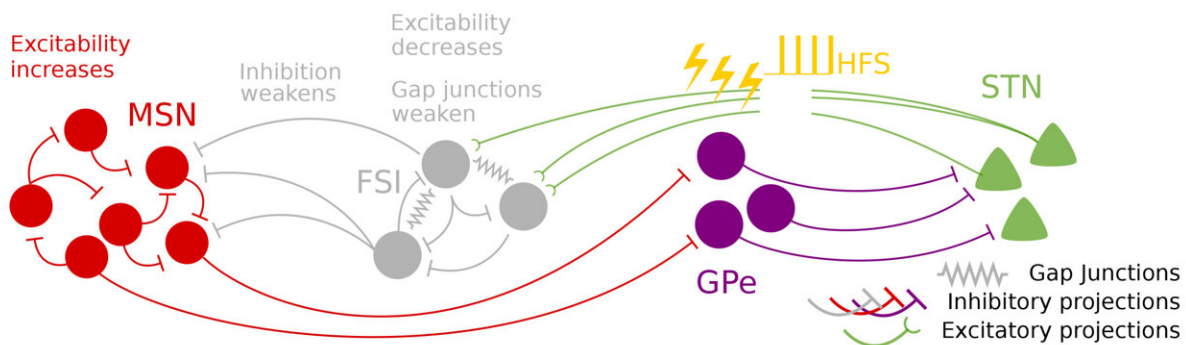 Excitability
increases
MSN
Inhibition
weakens
Excitability
decreases
Gap junctions
weaken
FSI
HFS
STN
GPe
Gap Junctions
Inhibitory projections
Excitatory projections